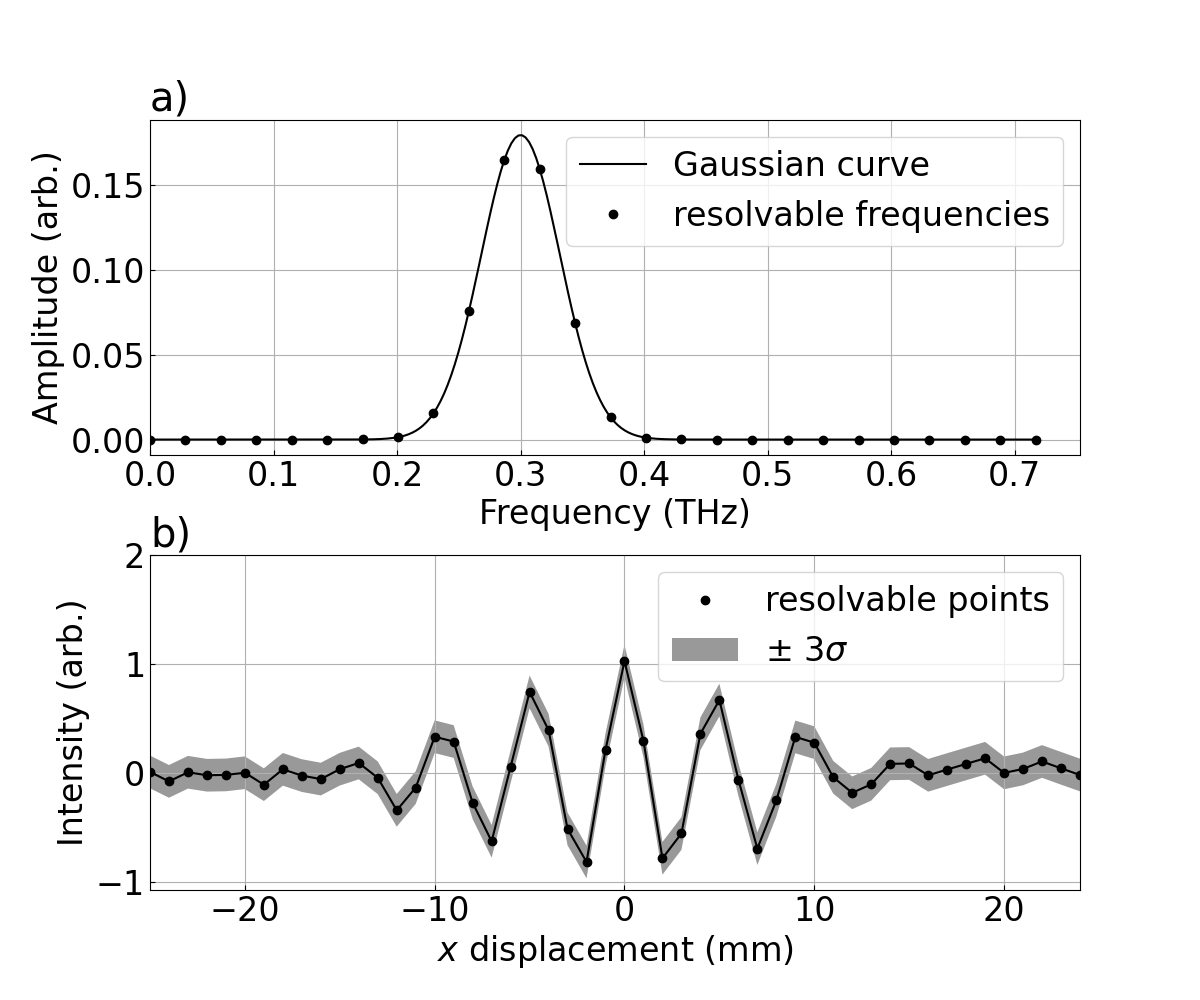 a)
Amplitude (arb.)
0.15
0.10
0.05
0.00
Gaussian curve
resolvable frequencies
0.0 0.1 0.2 0.3 0.4 0.5 0.6 0.7
Frequency (THz)
b)
Intensity (arb.)
2
1
0
−1
resolvable points
± 3σ
−20 −10 0 10 20
x displacement (mm)